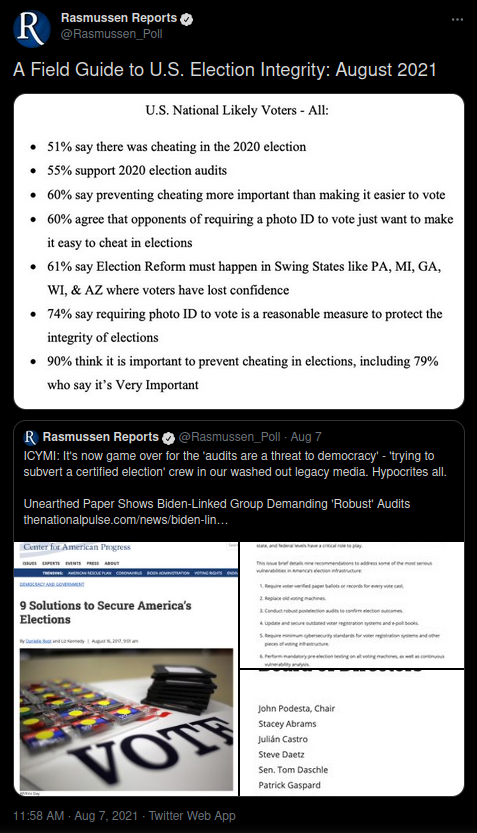 Rasmussen Reports
@Rasmussen_Poll
A Field Guide to U.S. Election Integrity: August 2021
U.S. National Likely Voters - All:
• 51% say there was cheating in the 2020 election
• 55% support 2020 election audits
• 60% say preventing cheating more important than making it easier to vote
• 60% agree that opponents of requiring a photo ID to vote just want to make
it easy to cheat in elections
• 61% say Election Reform must happen in Swing States like PA, MI, GA,
WI, & AZ where voters have lost confidence
• 74% say requiring photo ID to vote is a reasonable measure to protect the
integrity of elections
• 90% think it is important to prevent cheating in elections, including 79%
who say it's Very Important
Rasmussen Reports @Rasmussen_Poll · Aug 7
ICYMI: It's now game over for the 'audits are a threat to democracy' - 'trying to
subvert a certified election' crew in our washed out legacy media. Hypocrites all.
Unearthed Paper Shows Biden-Linked Group Demanding 'Robust' Audits
thenationalpulse.com/news/biden-lin...
Center for American Progress
ISSUES EXPERTS EVENTS PRESS ABOUT
TRENDING: AMERICAN RESCUE PLAN CORONAVIRUS BIDEN ADMINISTRATION VOTING RIGHTS
DEMOCRACY AND GOVERNMENT
9 Solutions to Secure America's
Elections
By Danielle Root and Liz Kennedy | August 16, 2017, 9:01 am
VOTE
state, and federal levels have a critical role to play.
This issue brief details nine recommendations to address some of the most serious
vulnerabilities in America's election infrastructure:
1. Require voter-verified paper ballots or records for every vote cast.
2. Replace old voting machines.
3. Conduct robust postelection audits to confirm election outcomes.
4. Update and secure outdated voter registration systems and e-poll books.
5. Require minimum cybersecurity standards for voter registration systems and other
pieces of voting infrastructure.
6. Perform mandatory pre-election testing on all voting machines, as well as continuous
vulnerability analysis.
Board of Directors
John Podesta, Chair
Stacey Abrams
Julián Castro
Steve Daetz
Sen. Tom Daschle
Patrick Gaspard
11:58 AM · Aug 7, 2021 · Twitter Web App